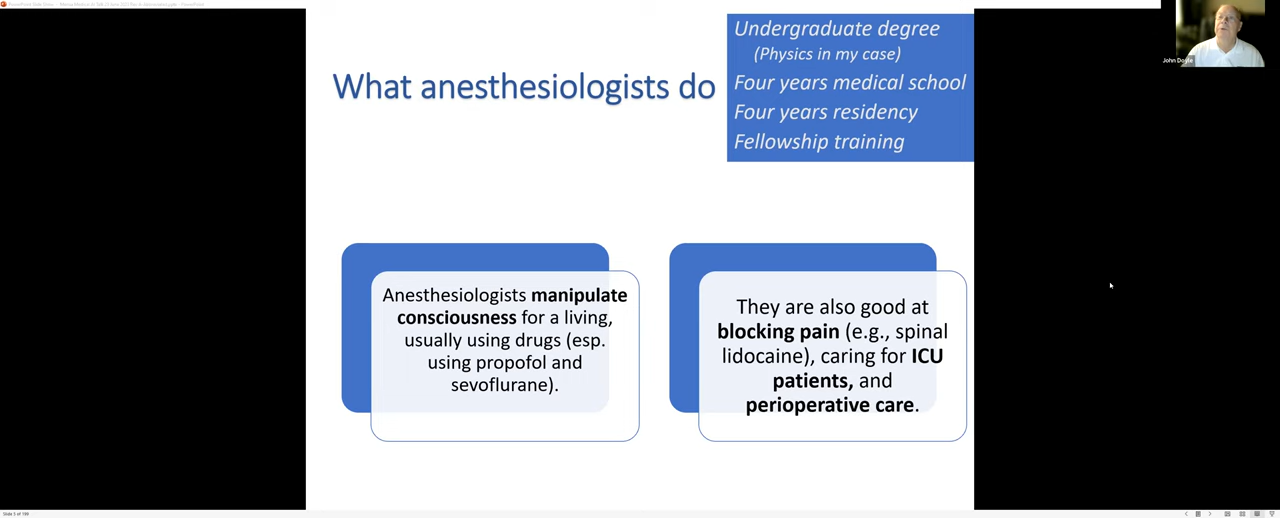 What anesthesiologists do
Undergraduate degree
(Physics in my case)
Four years medical school
Four years residency
Fellowship training
Anesthesiologists manipulate
consciousness for a living,
usually using drugs (esp.
using propofol and
sevoflurane).
They are also good at
blocking pain (e.g., spinal
lidocaine), caring for ICU
patients, and
perioperative care.
John Doyle